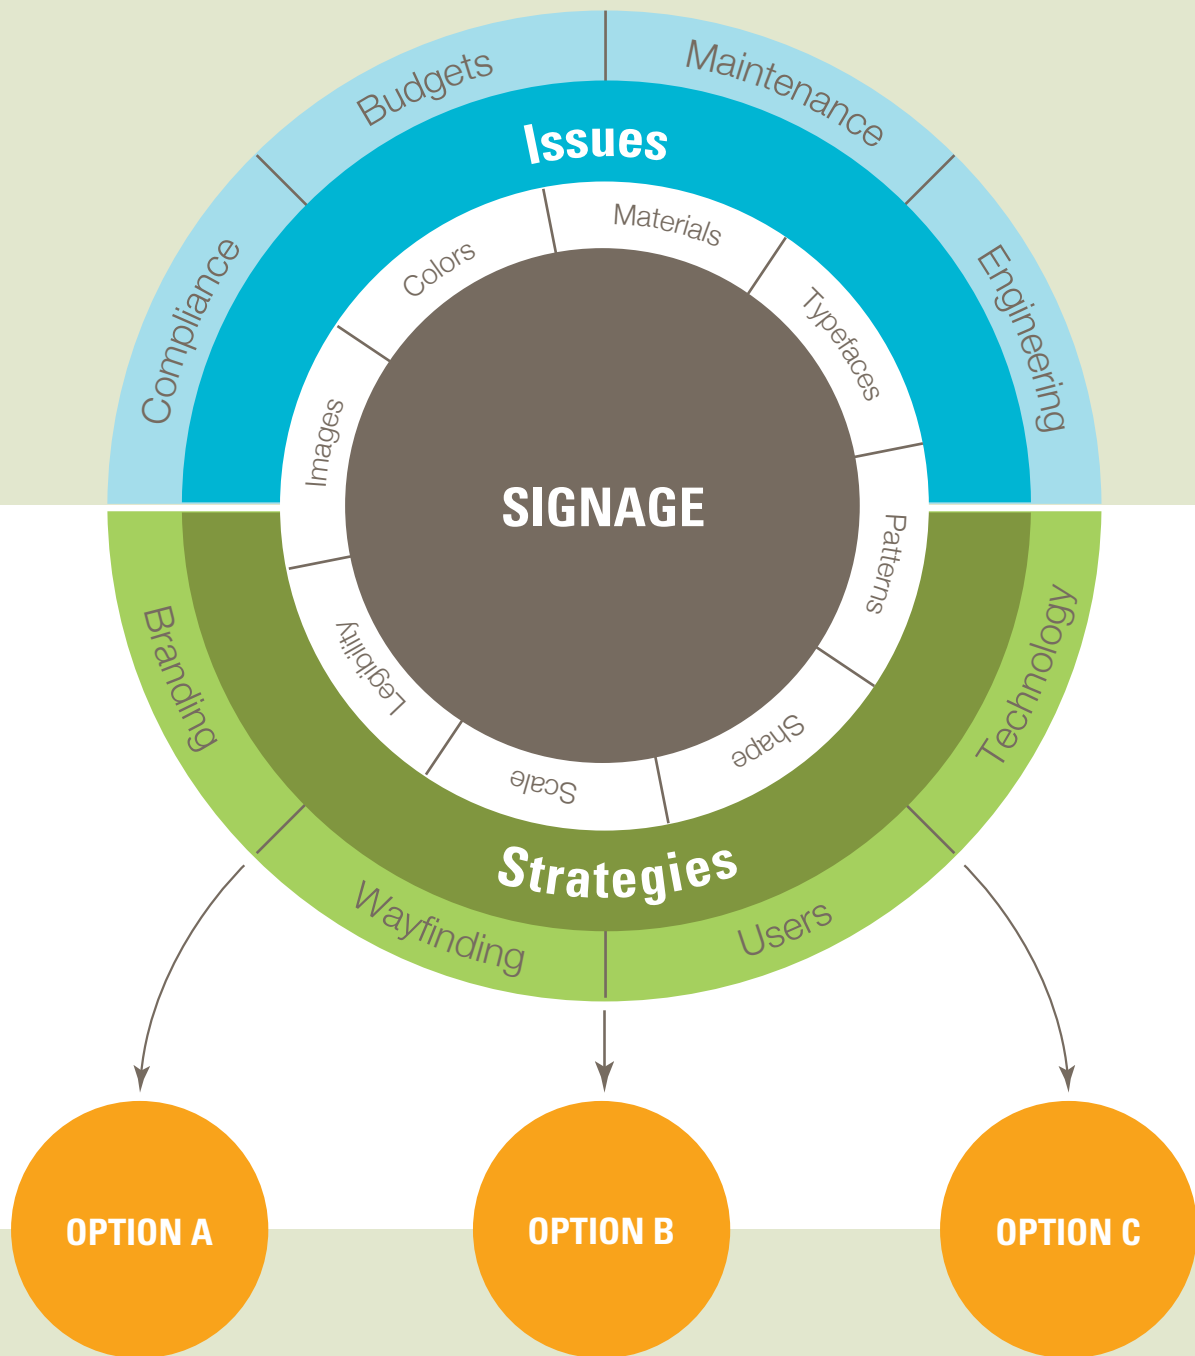 Compliance
Budgets
Maintenance
Engineering
Issues
Images
Colors
Materials
Typefaces
Patterns
Shape
Scale
Legibility
SIGNAGE
Strategies
Branding
Wayfinding
Users
Technology
OPTION A
OPTION B
OPTION C